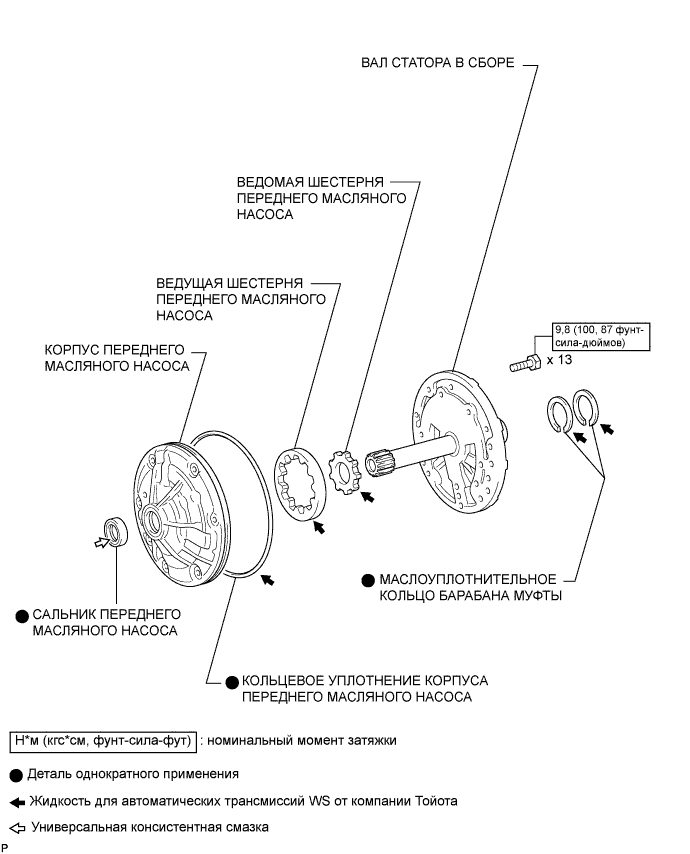 ВАЛ СТАТОРА В СБОРЕ
ВЕДОМАЯ ШЕСТЕРНЯ
ПЕРЕДНЕГО МАСЛЯНОГО
НАСОСА
ВЕДУЩАЯ ШЕСТЕРНЯ
ПЕРЕДНЕГО МАСЛЯНОГО
НАСОСА
9,8 (100, 87 фунт-
сила-дюймов)
x 13
КОРПУС ПЕРЕДНЕГО
МАСЛЯНОГО НАСОСА
МАСЛОУПЛОТНИТЕЛЬНОЕ
КОЛЬЦО БАРАБАНА МУФТЫ
САЛЬНИК ПЕРЕДНЕГО
МАСЛЯНОГО НАСОСА
КОЛЬЦЕВОЕ УПЛОТНЕНИЕ КОРПУСА
ПЕРЕДНЕГО МАСЛЯНОГО НАСОСА
Н*м (кгс*см, фунт-сила-фут) : номинальный момент затяжки
Деталь однократного применения
Жидкость для автоматических трансмиссий WS от компании Тойота
Универсальная консистентная смазка
P